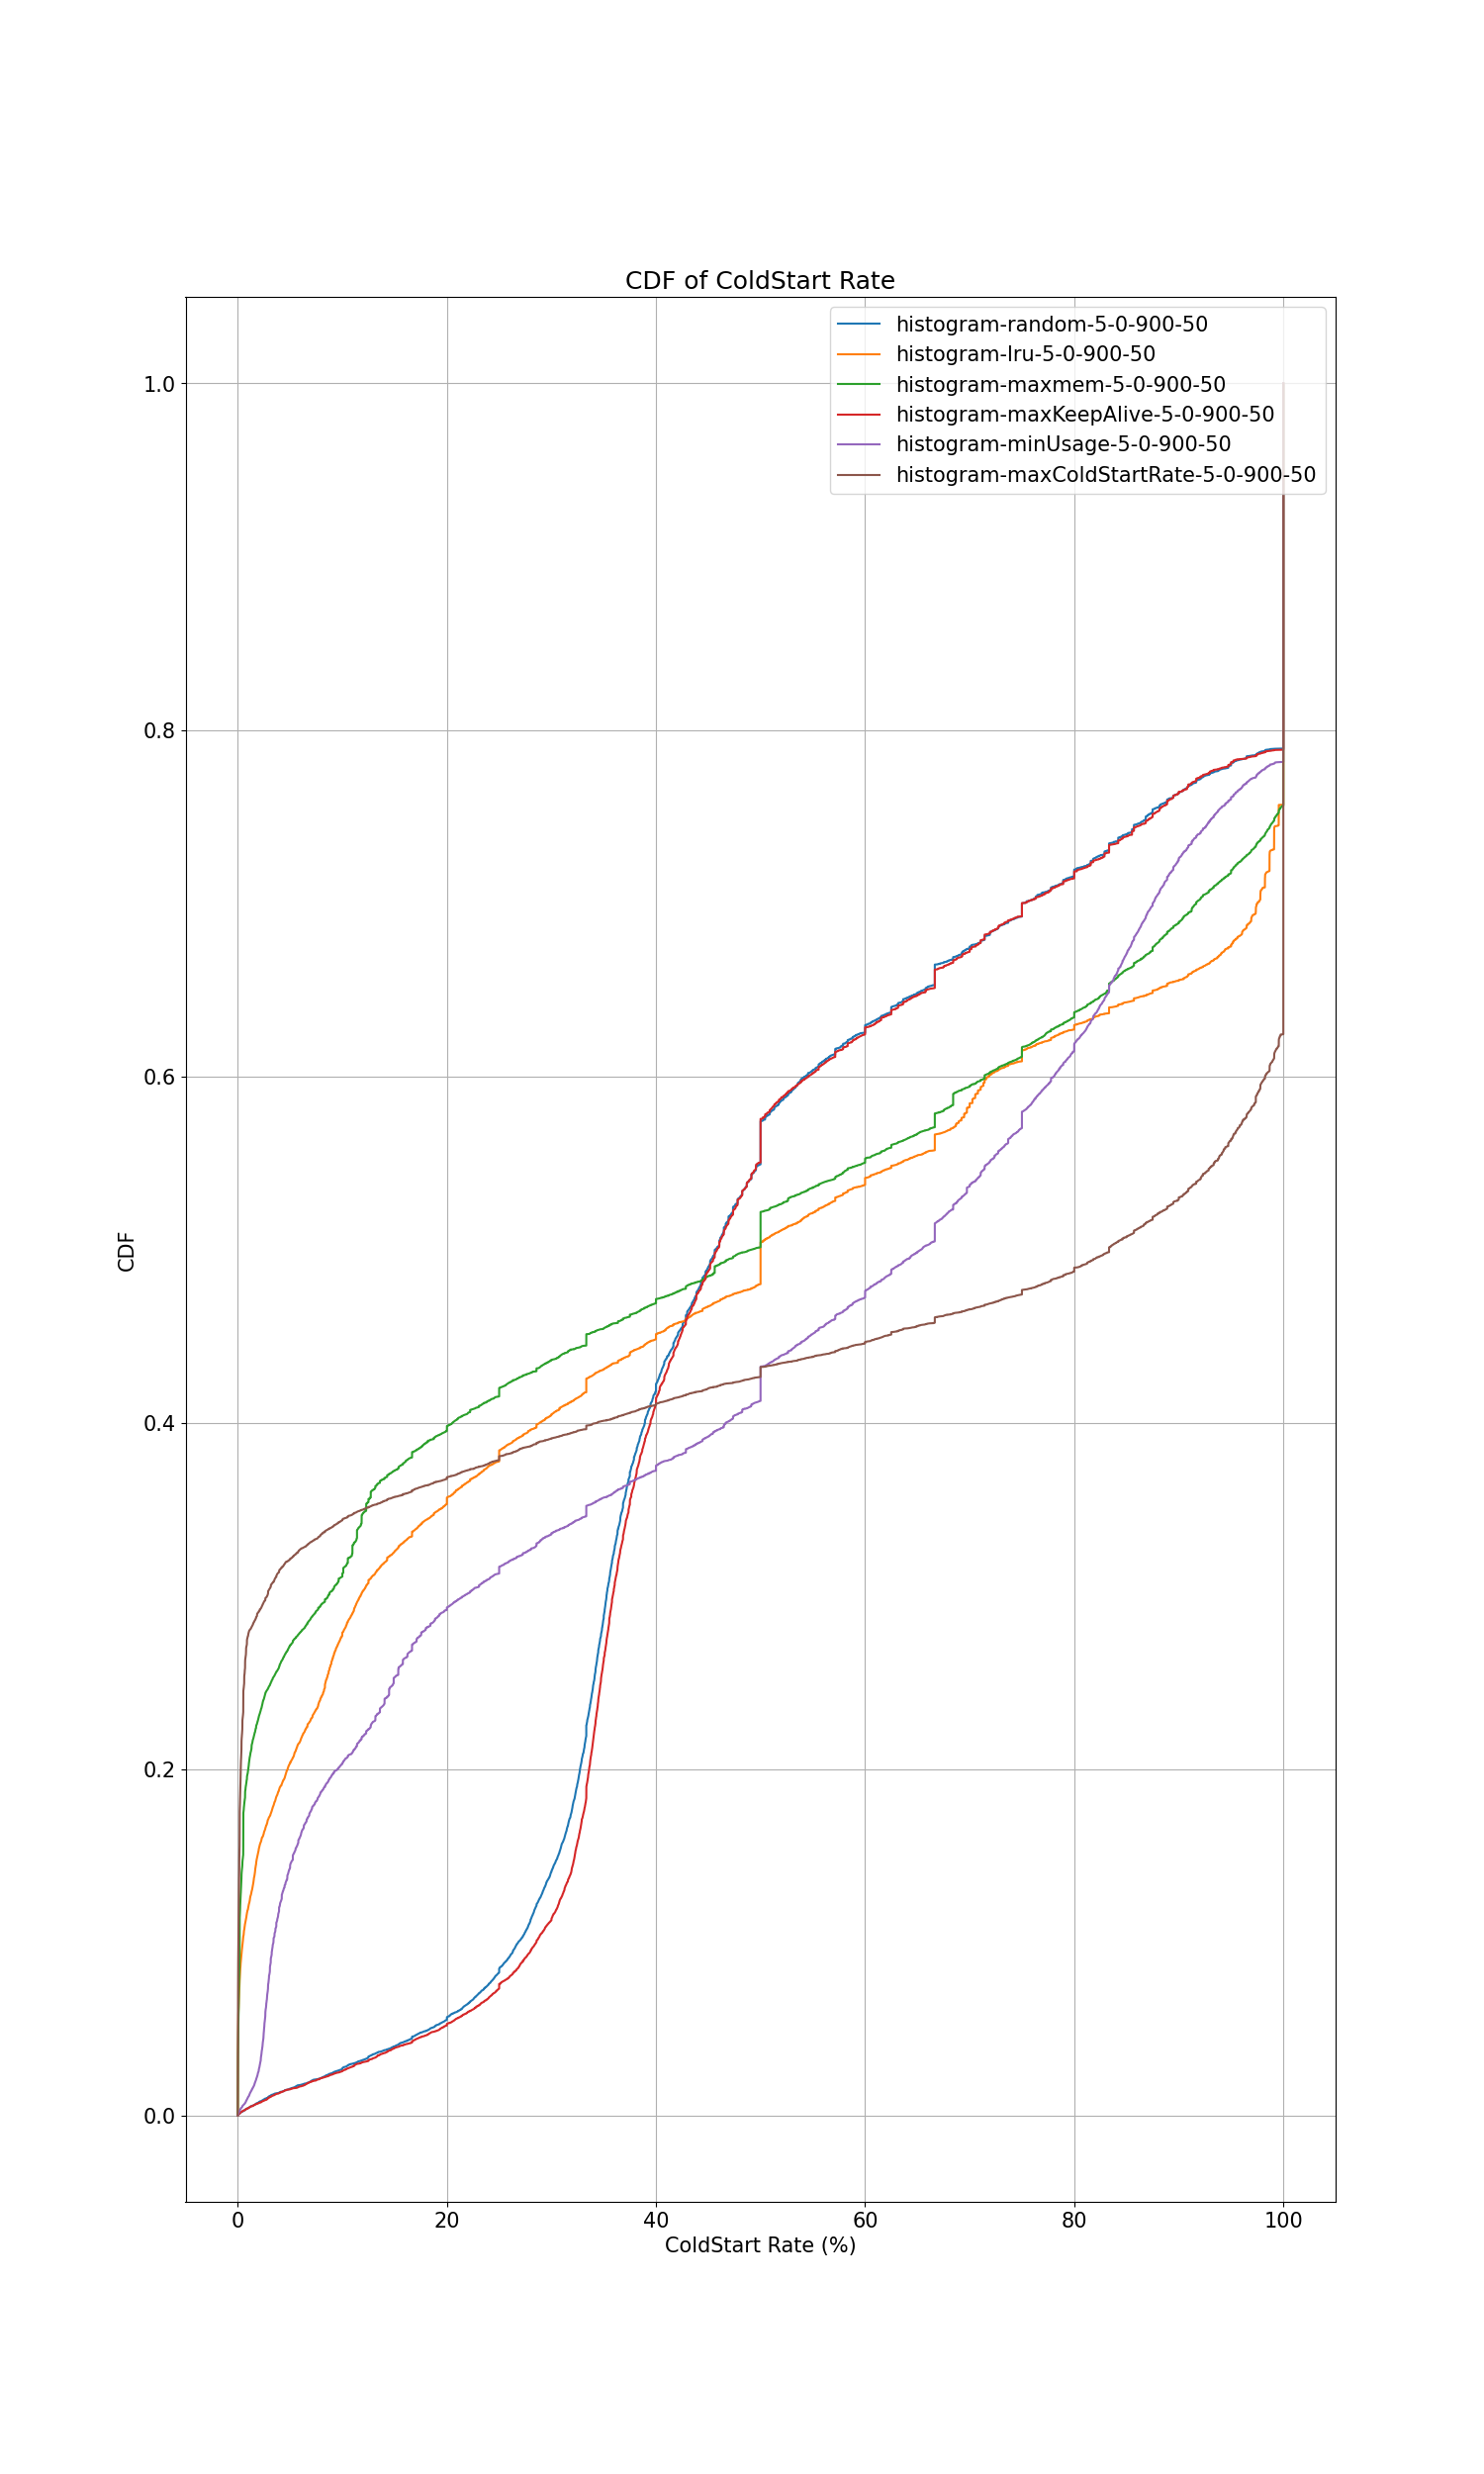 CDF of ColdStart Rate
histogram-random-5-0-900-50
histogram-lru-5-0-900-50
histogram-maxmem-5-0-900-50
histogram-maxKeepAlive-5-0-900-50
histogram-minUsage-5-0-900-50
histogram-maxColdStartRate-5-0-900-50
1.0
0.8
0.6
CDF
0.4
0.2
0.0
0 20 40 60 80 100
ColdStart Rate (%)